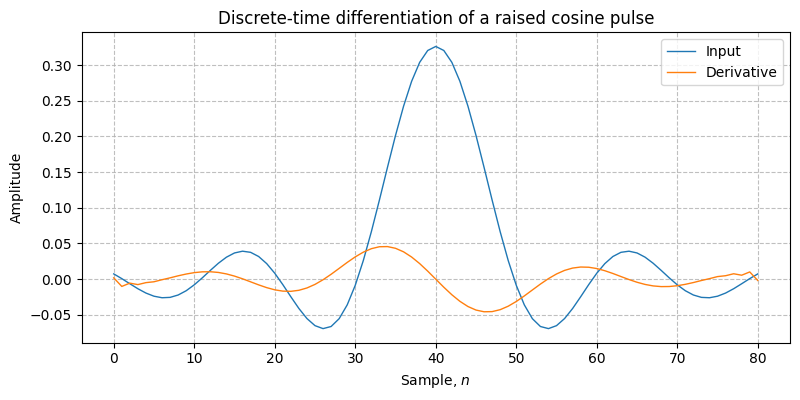 Discrete-time differentiation of a raised cosine pulse
Input
Derivative
0.30
0.25
0.20
0.15
0.10
0.05
0.00
−0.05
Amplitude
0 10 20 30 40 50 60 70 80
Sample, n